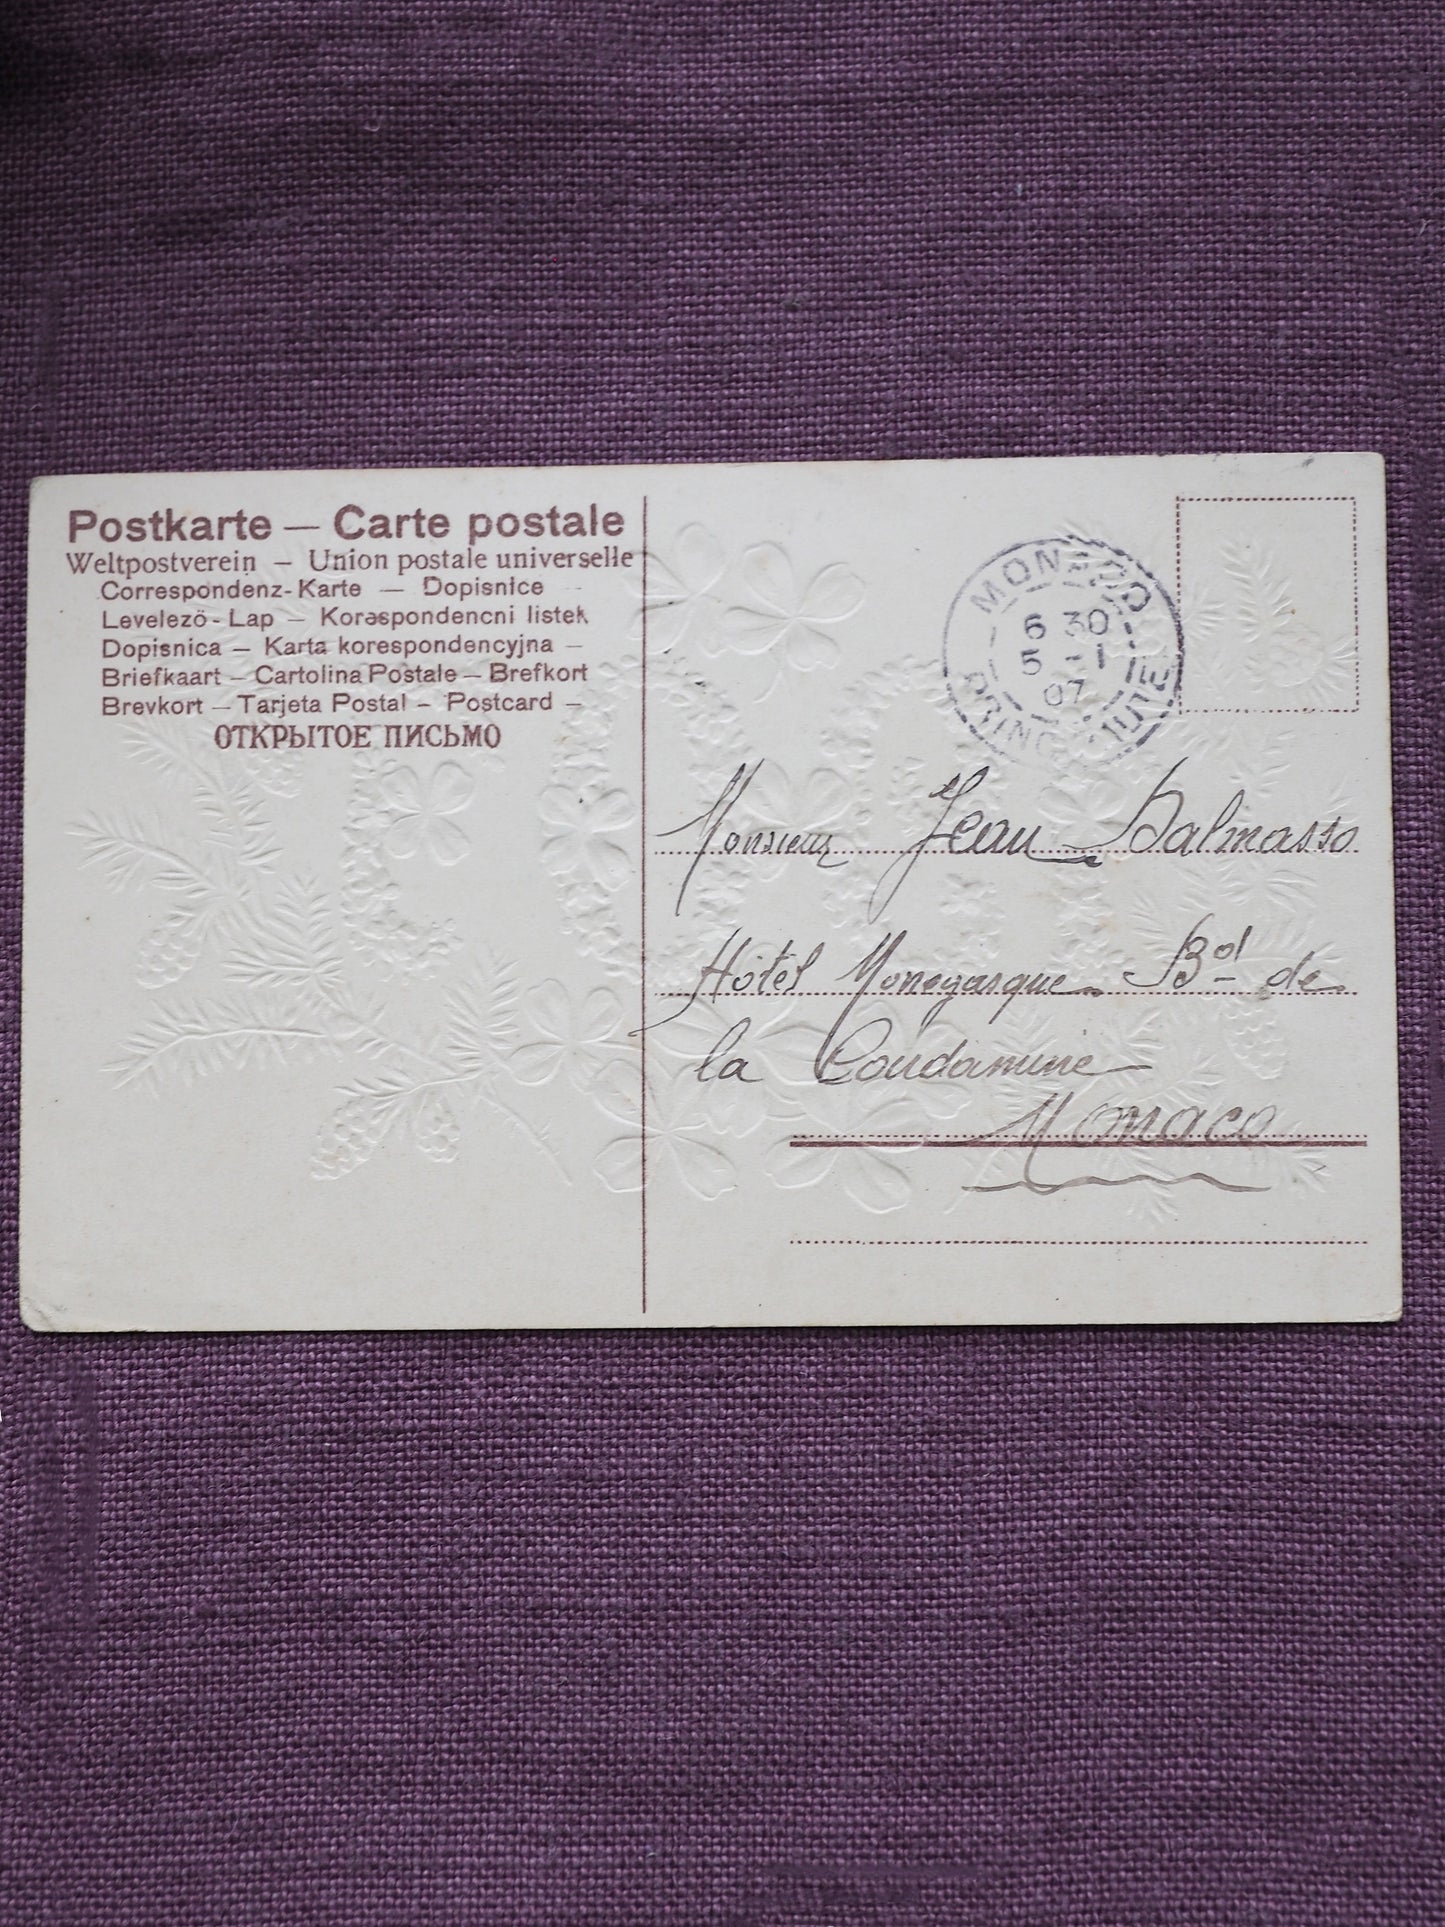 Postkarte — Carte postale
Weltpostverein — Union postale universelle
Correspondenz-Karte — Dopisnice
Levelezö-Lap — Koraspondencni listek
Dopisnica — Karta korespondencyjna —
Briefkaart — Cartolina Postale — Brefkort
Brevkort — Tarjeta Postal — Postcard —
ОТКРЫТОЕ ПИСЬМО
MONACO
6 30
5 - 1
07
Monsieur Jean Dalmasso
Hôtel Monegasque Bd de
la Condamine
Monaco